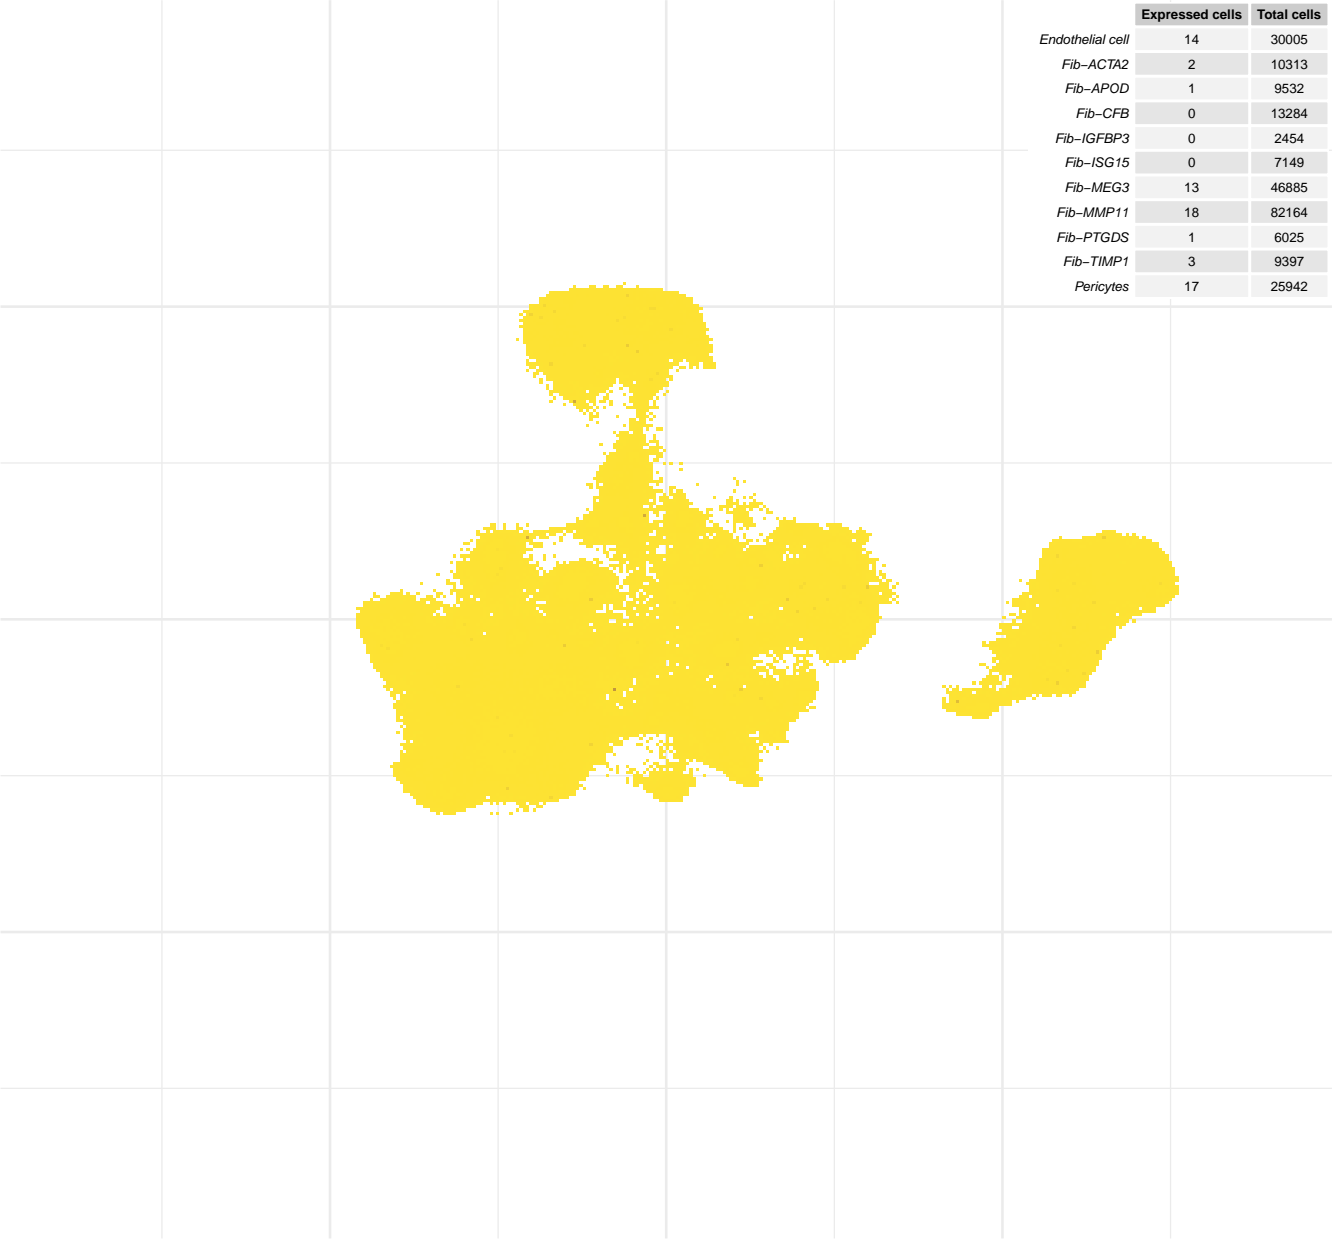 Expressed cells Total cells
Endothelial cell 14 30005
Fib−ACTA2 2 10313
Fib−APOD 1 9532
Fib−CFB 0 13284
Fib−IGFBP3 0 2454
Fib−ISG15 0 7149
Fib−MEG3 13 46885
Fib−MMP11 18 82164
Fib−PTGDS 1 6025
Fib−TIMP1 3 9397
Pericytes 17 25942